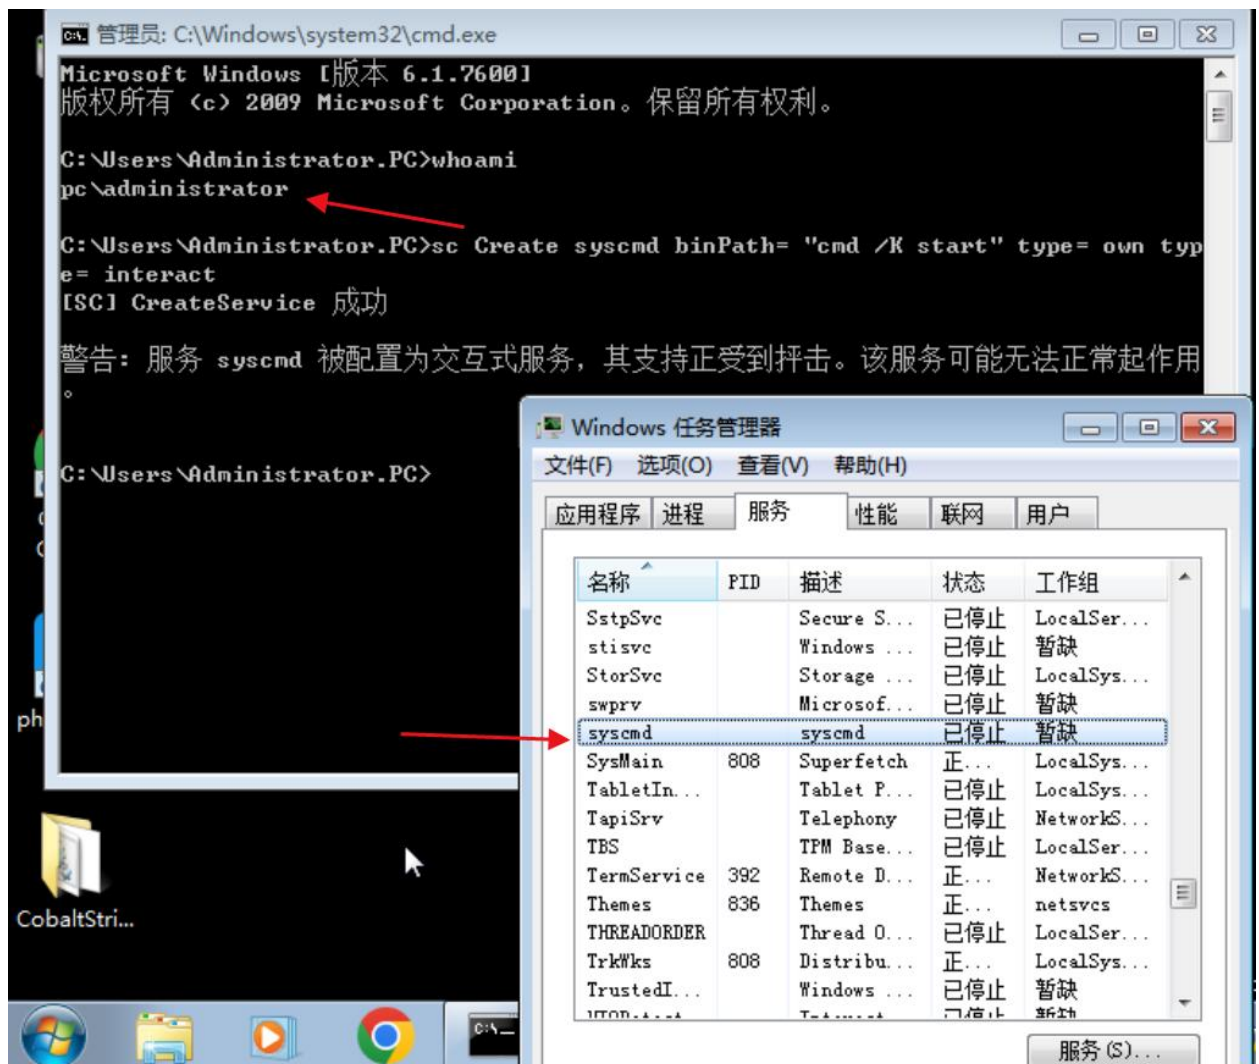 管理员: C:\Windows\system32\cmd.exe
Microsoft Windows [版本 6.1.7600]
版权所有 (c) 2009 Microsoft Corporation。保留所有权利。
C:\Users\Administrator.PC>whoami
pc\administrator
C:\Users\Administrator.PC>sc Create syscmd binPath= "cmd /K start" type= own typ
e= interact
[SC] CreateService 成功
警告: 服务 syscmd 被配置为交互式服务，其支持正受到抨击。该服务可能无法正常起作用
。
C:\Users\Administrator.PC>
Windows 任务管理器
文件(F) 选项(O) 查看(V) 帮助(H)
应用程序 进程 服务 性能 联网 用户
名称 PID 描述 状态 工作组
SstpSvc Secure S... 已停止 LocalSer...
stisvc Windows ... 已停止 暂缺
StorSvc Storage ... 已停止 LocalSys...
swprv Microsof... 已停止 暂缺
syscmd syscmd 已停止 暂缺
SysMain 808 Superfetch 正... LocalSys...
TabletIn... Tablet P... 已停止 LocalSys...
TapiSrv Telephony 已停止 NetworkS...
TBS TPM Base... 已停止 LocalSer...
TermService 392 Remote D... 正... NetworkS...
Themes 836 Themes 正... netsvcs
THREADORDER Thread O... 已停止 LocalSer...
TrkWks 808 Distribu... 正... LocalSys...
TrustedI... Windows ... 已停止 暂缺
服务(S)...
ph
CobaltStri...